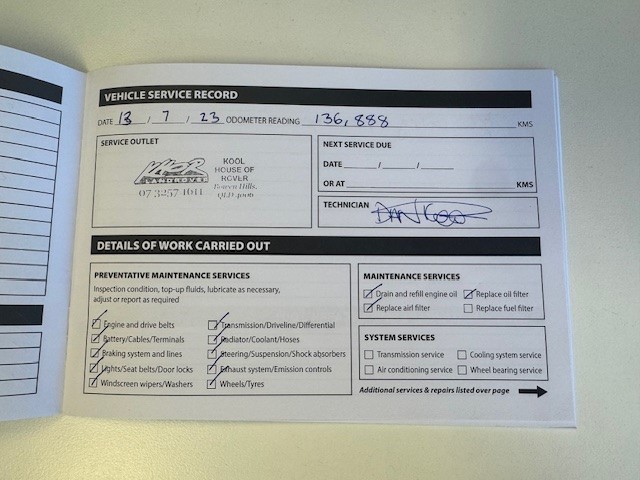 VEHICLE SERVICE RECORD
DATE 13 / 7 / 23 ODOMETER READING 136,888 KMS
SERVICE OUTLET
KOOL
HOUSE OF
ROVER
Bowen Hills,
QLD 4006
07 3257 1011
NEXT SERVICE DUE
DATE / /
OR AT KMS
TECHNICIAN DAN
DETAILS OF WORK CARRIED OUT
PREVENTATIVE MAINTENANCE SERVICES
Inspection condition, top-up fluids, lubricate as necessary,
adjust or report as required
Engine and drive belts
Battery/Cables/Terminals
Braking system and lines
Lights/Seat belts/Door locks
Windscreen wipers/Washers
Transmission/Driveline/Differential
Radiator/Coolant/Hoses
Steering/Suspension/Shock absorbers
Exhaust system/Emission controls
Wheels/Tyres
MAINTENANCE SERVICES
Drain and refill engine oil Replace oil filter
Replace airl filter Replace fuel filter
SYSTEM SERVICES
Transmission service Cooling system service
Air conditioning service Wheel bearing service
Additional services & repairs listed over page